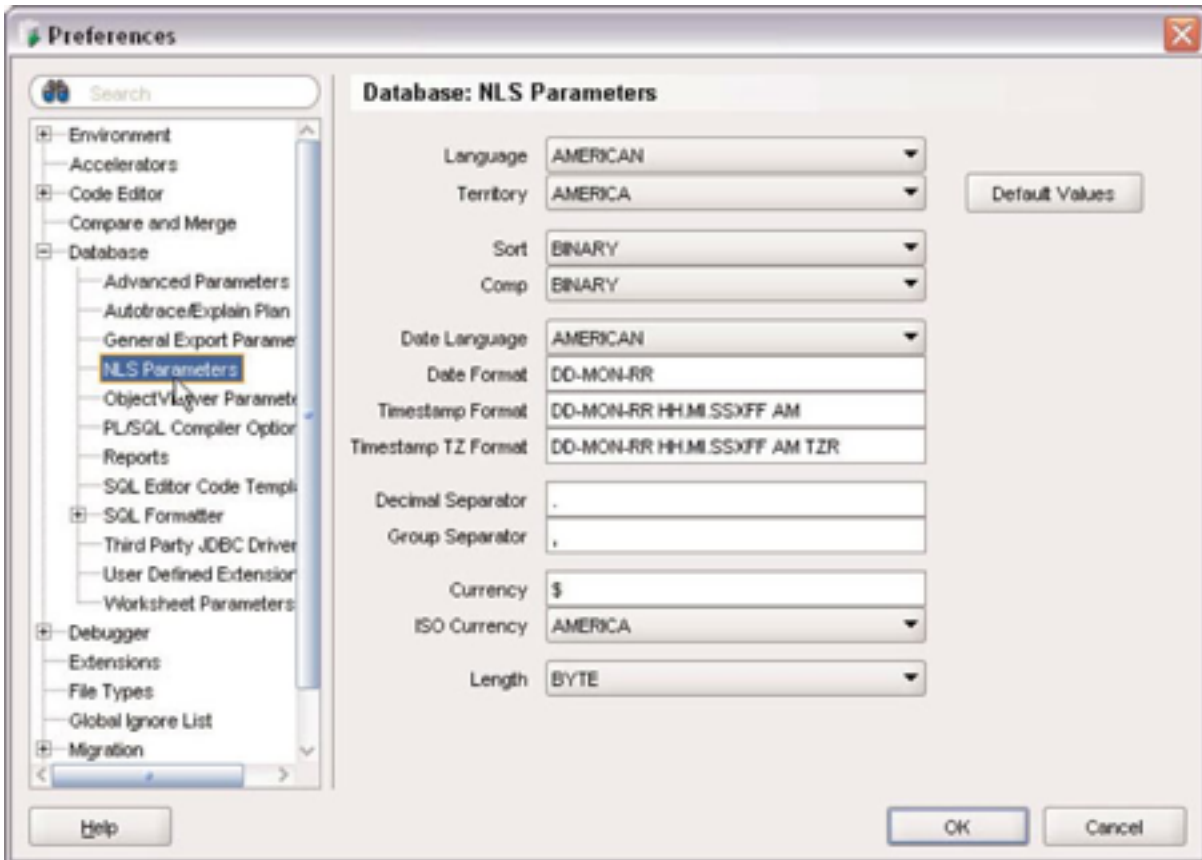 Preferences
Search
Environment
Accelerators
Code Editor
Compare and Merge
Database
Advanced Parameters
Autotrace/Explain Plan
General Export Parame
NLS Parameters
ObjectViewer Paramete
PL/SQL Compiler Option
Reports
SQL Editor Code Templa
SQL Formatter
Third Party JDBC Driver
User Defined Extension
Worksheet Parameters
Debugger
Extensions
File Types
Global Ignore List
Migration
Database: NLS Parameters
Language AMERICAN
Territory AMERICA
Default Values
Sort BINARY
Comp BINARY
Date Language AMERICAN
Date Format DD-MON-RR
Timestamp Format DD-MON-RR HH.MI.SSXFF AM
Timestamp TZ Format DD-MON-RR HH.MI.SSXFF AM TZR
Decimal Separator .
Group Separator ,
Currency $
ISO Currency AMERICA
Length BYTE
Help
OK
Cancel